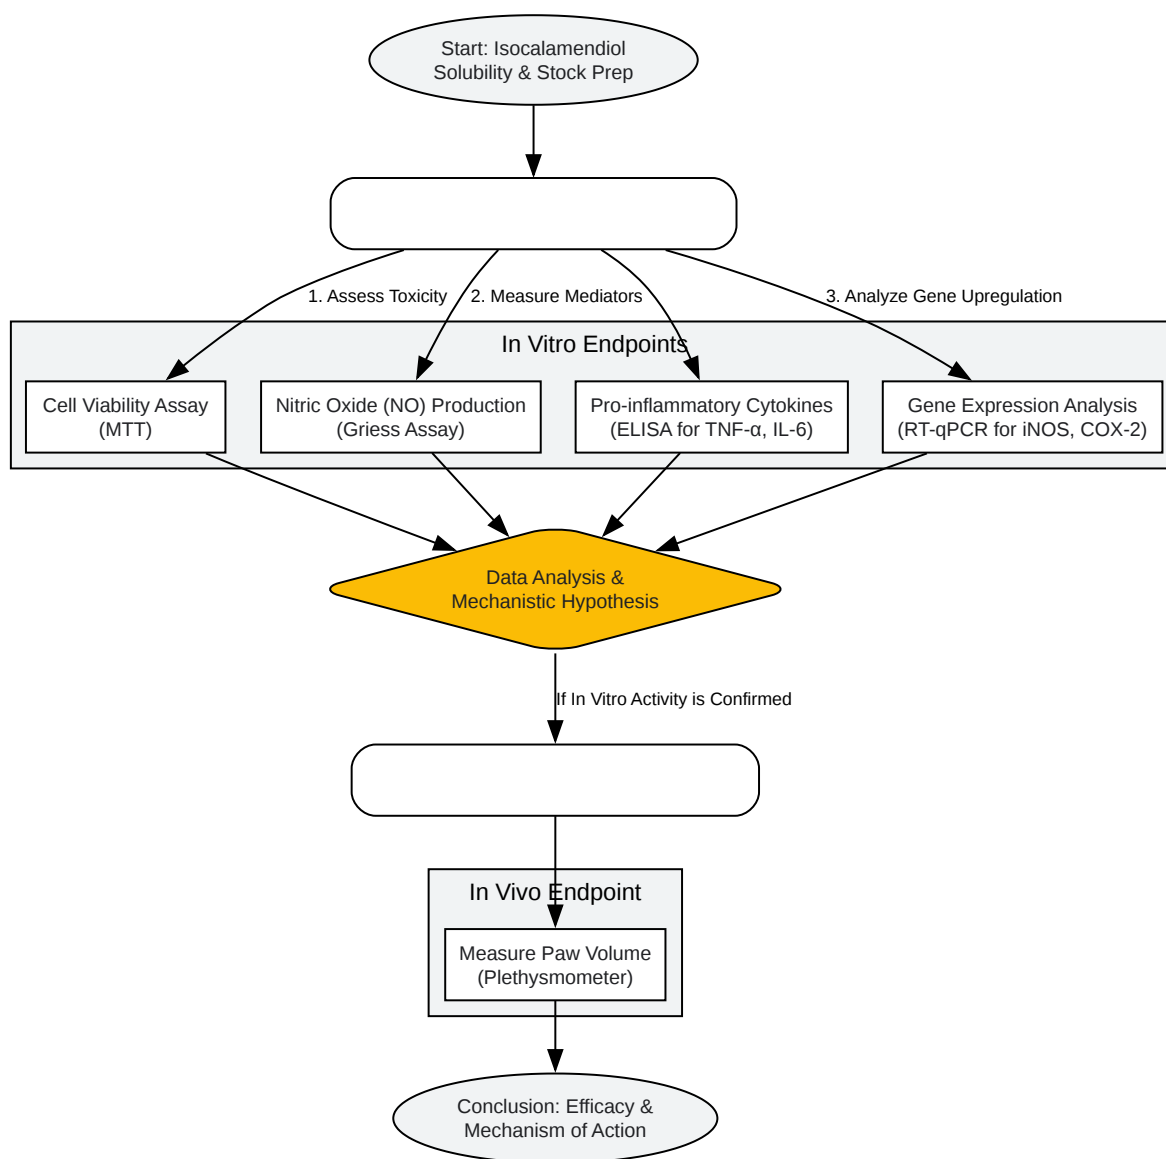 Start: Isocalamendiol
Solubility & Stock Prep
1. Assess Toxicity
2. Measure Mediators
3. Analyze Gene Upregulation
In Vitro Endpoints
Cell Viability Assay
(MTT)
Nitric Oxide (NO) Production
(Griess Assay)
Pro-inflammatory Cytokines
(ELISA for TNF-α, IL-6)
Gene Expression Analysis
(RT-qPCR for iNOS, COX-2)
Data Analysis &
Mechanistic Hypothesis
If In Vitro Activity is Confirmed
In Vivo Endpoint
Measure Paw Volume
(Plethysmometer)
Conclusion: Efficacy &
Mechanism of Action